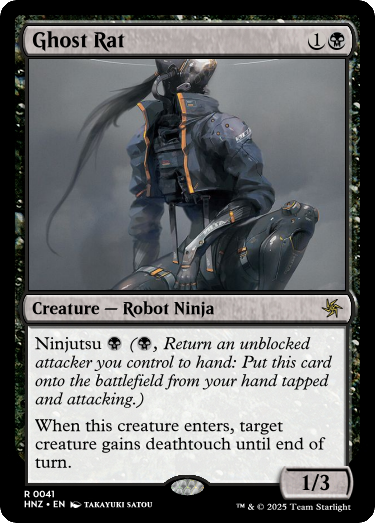 Ghost Rat 1
Creature — Robot Ninja
Ninjutsu (, Return an unblocked
attacker you control to hand: Put this card
onto the battlefield from your hand tapped
and attacking.)
When this creature enters, target
creature gains deathtouch until end of
turn.
1/3
R 0041
HNZ • EN TAKAYUKI SATOU
™ & © 2025 Team Starlight